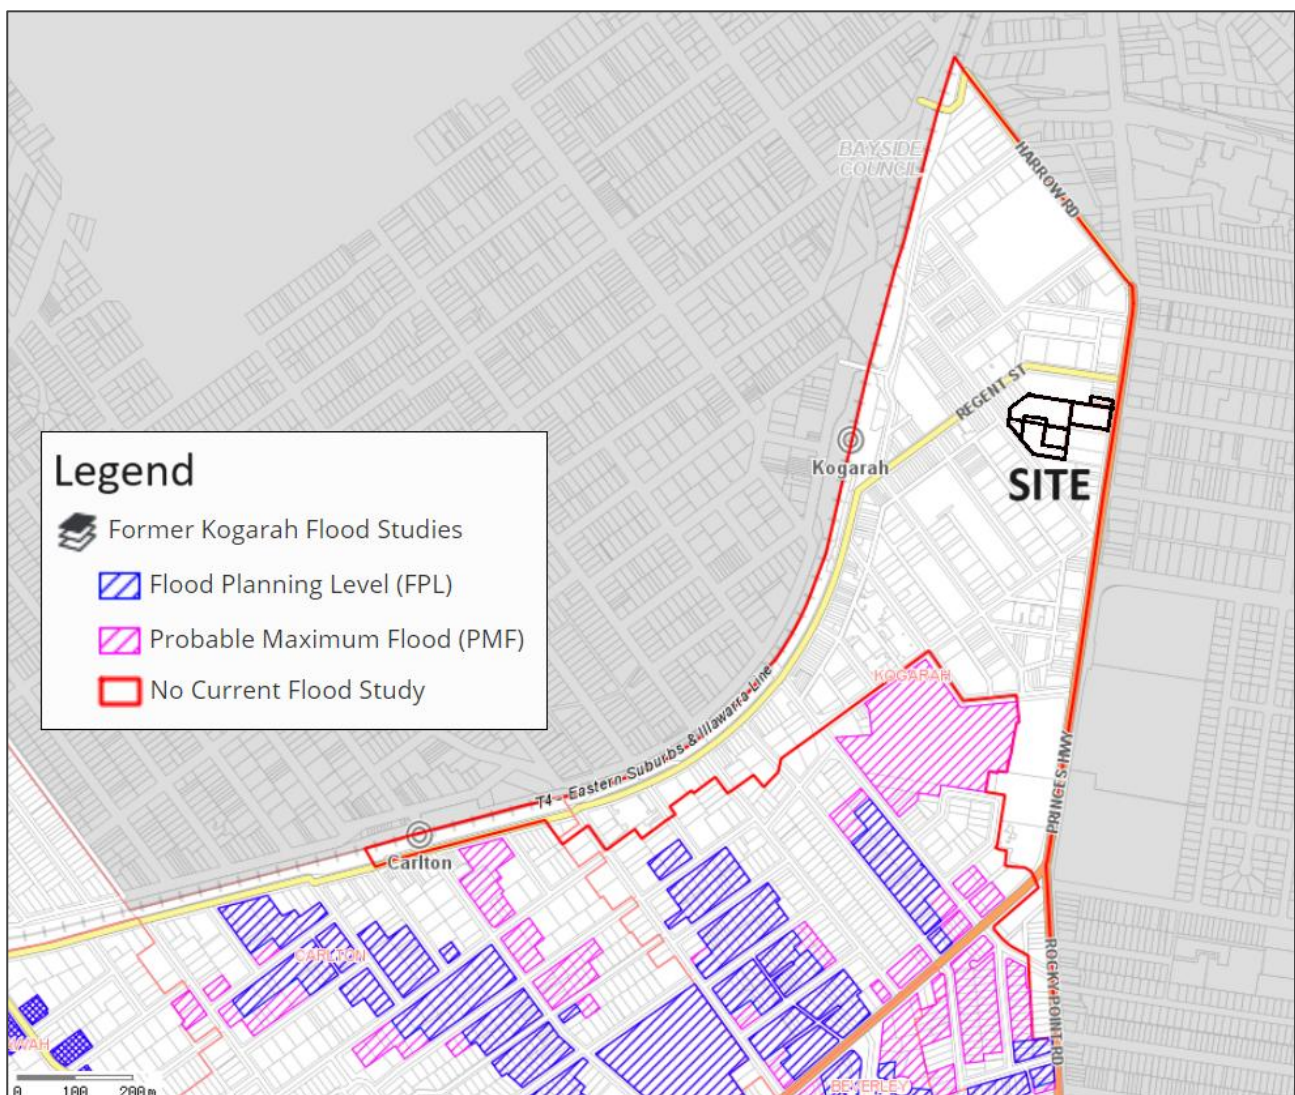 BAYSIDE
COUNCIL
HARROW RD
REGENT ST
SITE
Kogarah
Legend
Former Kogarah Flood Studies
Flood Planning Level (FPL)
Probable Maximum Flood (PMF)
No Current Flood Study
KOGARAH
T4 - Eastern Suburbs & Illawarra Line
PRINCES HWY
Carlton
CARLTON
ROCKY POINT RD
BEVERLEY
0 100 200m